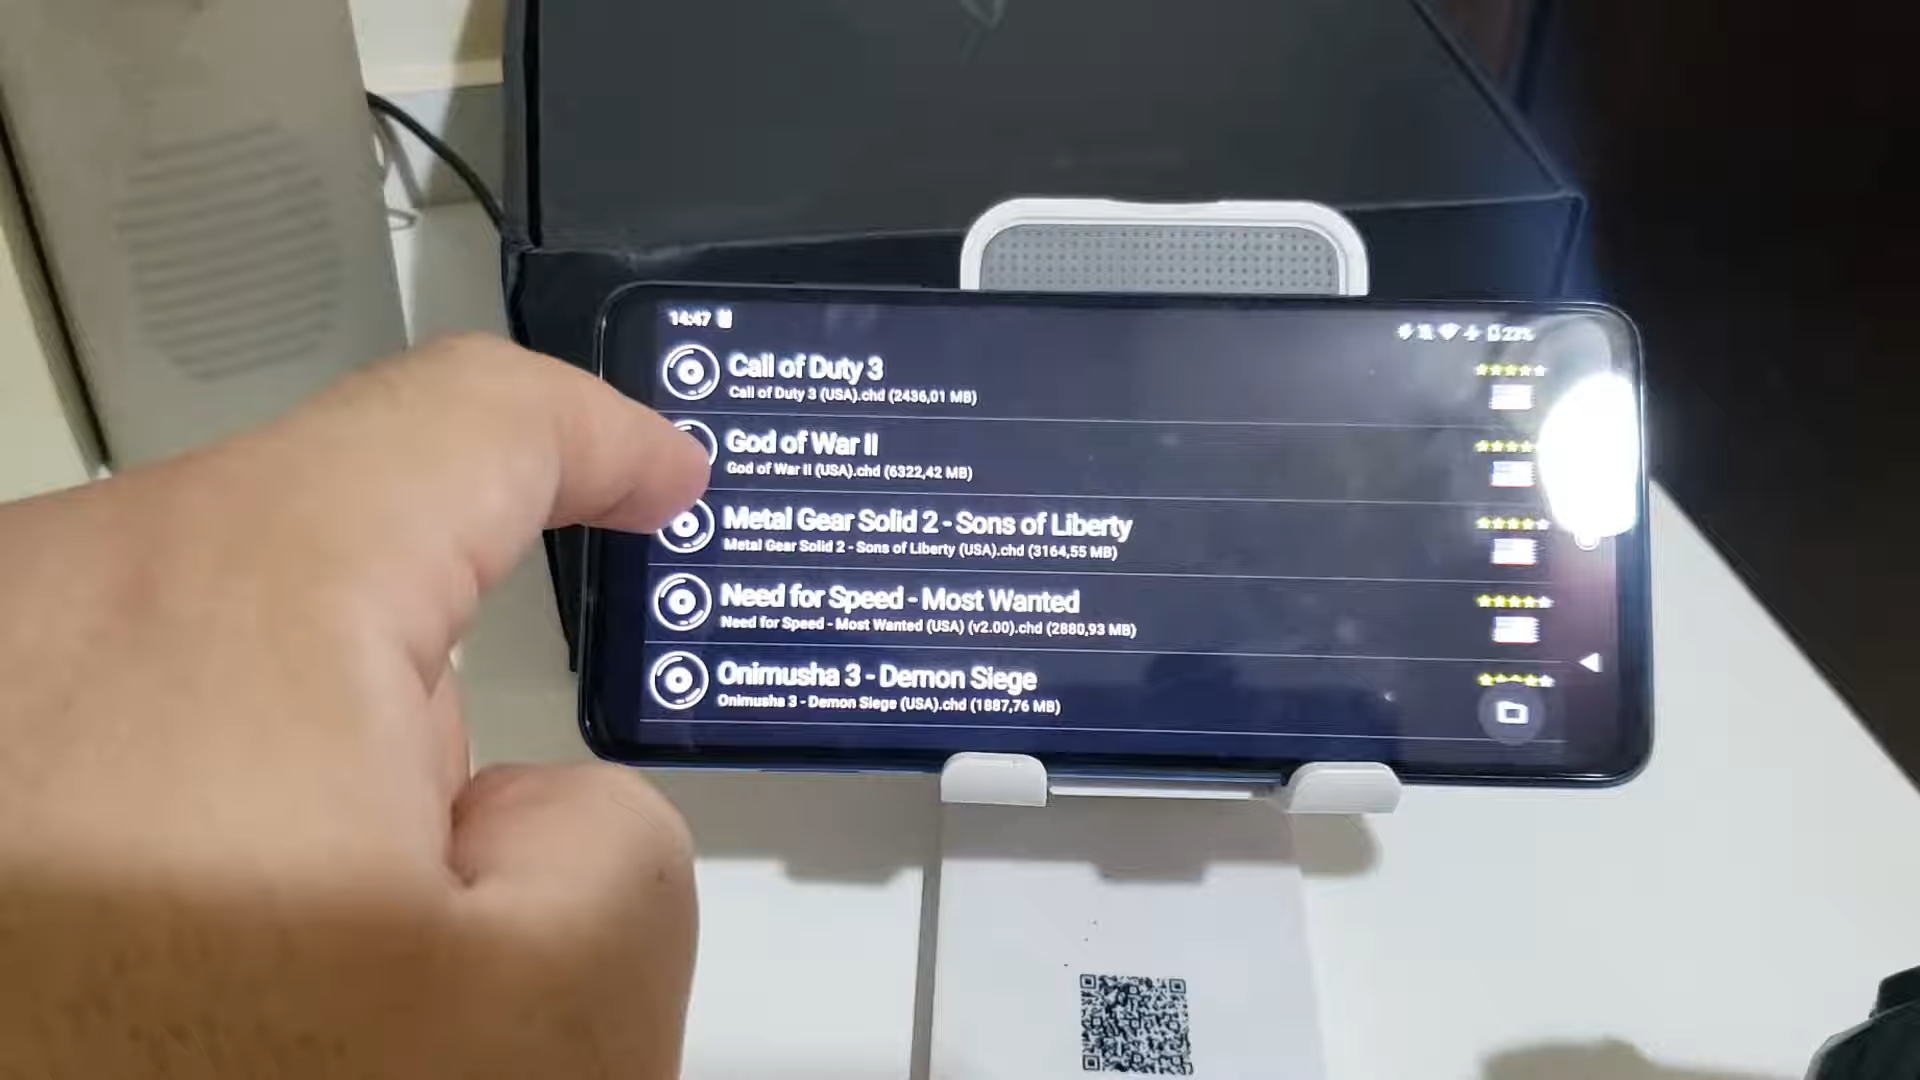 14:47
23%
Call of Duty 3
Call of Duty 3 (USA).chd (2436,01 MB)
God of War II
God of War II (USA).chd (6322,42 MB)
Metal Gear Solid 2 - Sons of Liberty
Metal Gear Solid 2 - Sons of Liberty (USA).chd (3164,55 MB)
Need for Speed - Most Wanted
Need for Speed - Most Wanted (USA) (v2.00).chd (2880,93 MB)
Onimusha 3 - Demon Siege
Onimusha 3 - Demon Siege (USA).chd (1887,76 MB)